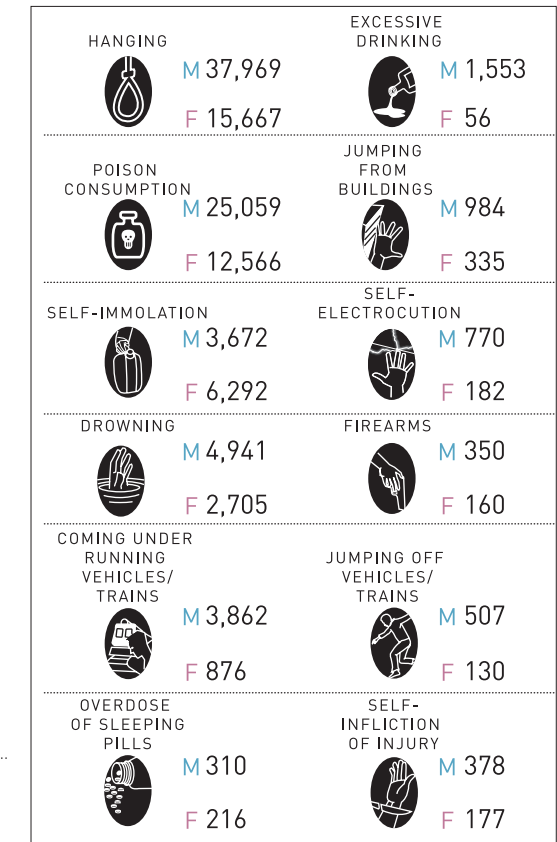 HANGING
M 37,969
F 15,667
EXCESSIVE
DRINKING
M 1,553
F 56
POISON
CONSUMPTION
M 25,059
F 12,566
JUMPING
FROM
BUILDINGS
M 984
F 335
SELF-IMMOLATION
M 3,672
F 6,292
SELF-
ELECTROCUTION
M 770
F 182
DROWNING
M 4,941
F 2,705
FIREARMS
M 350
F 160
COMING UNDER
RUNNING
VEHICLES/
TRAINS
M 3,862
F 876
JUMPING OFF
VEHICLES/
TRAINS
M 507
F 130
OVERDOSE
OF SLEEPING
PILLS
M 310
F 216
SELF-
INFLICTION
OF INJURY
M 378
F 177